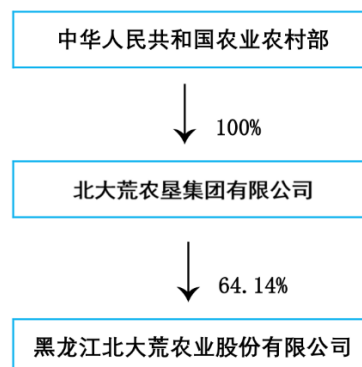 中华人民共和国农业农村部
100%
北大荒农垦集团有限公司
64.14%
黑龙江北大荒农业股份有限公司